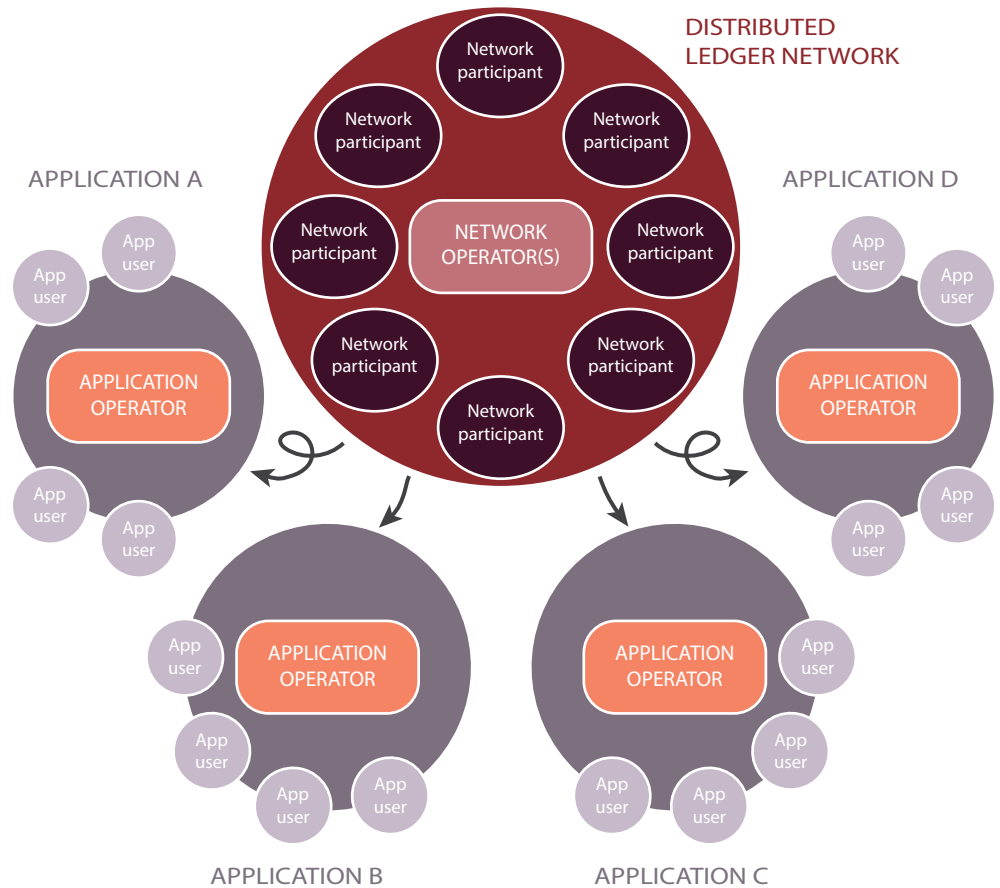 DISTRIBUTED
LEDGER NETWORK
Network
participant
Network
participant
Network
participant
Network
participant
NETWORK
OPERATOR(S)
Network
participant
Network
participant
Network
participant
Network
participant
APPLICATION A
App
user
App
user
APPLICATION
OPERATOR
App
user
App
user
APPLICATION D
App
user
App
user
APPLICATION
OPERATOR
App
user
App
user
App
user
APPLICATION
OPERATOR
App
user
App
user
App
user
APPLICATION B
APPLICATION
OPERATOR
App
user
App
user
App
user
App
user
APPLICATION C